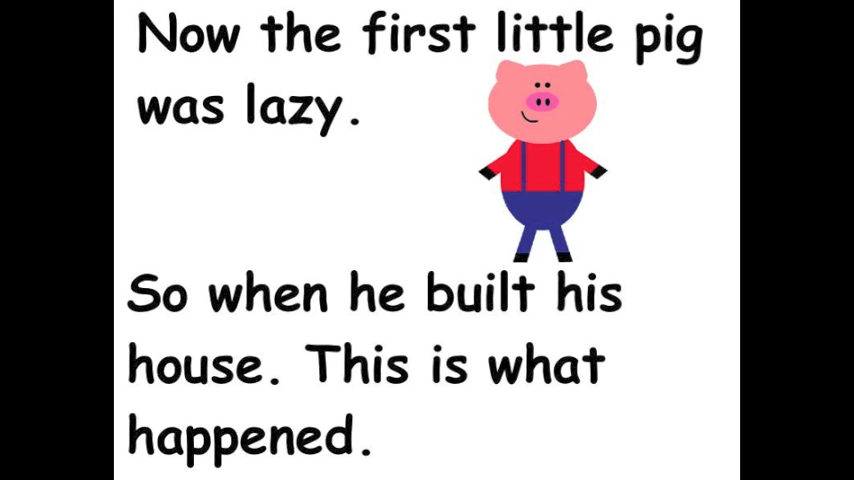 Now the first little pig
was lazy.
So when he built his
house. This is what
happened.